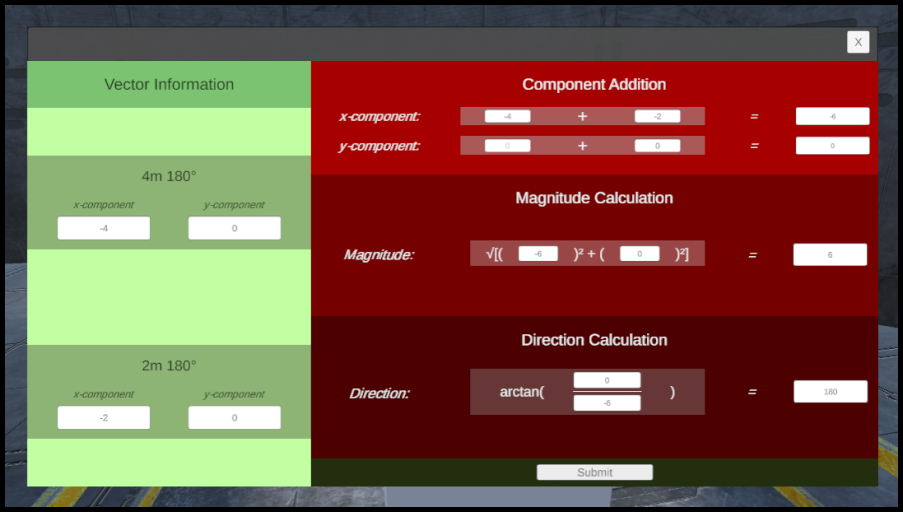 X
Vector Information
4m 180°
x-component y-component
-4 0
2m 180°
x-component y-component
-2 0
Component Addition
x-component: -4 + -2 = -6
y-component: 0 + 0 = 0
Magnitude Calculation
Magnitude: √[( -6 )² + ( 0 )²] = 6
Direction Calculation
0
Direction: arctan( ) = 180
-6
Submit